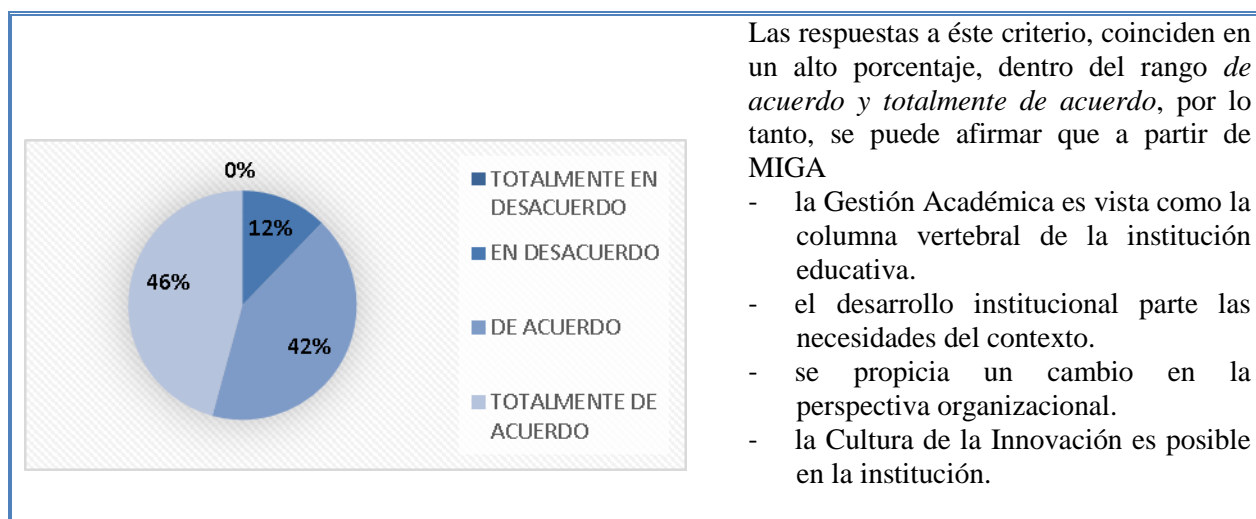 0%
12%
46%
42%
TOTALMENTE EN
DESACUERDO
EN DESACUERDO
DE ACUERDO
TOTALMENTE DE
ACUERDO
Las respuestas a éste criterio, coinciden en
un alto porcentaje, dentro del rango de
acuerdo y totalmente de acuerdo, por lo
tanto, se puede afirmar que a partir de
MIGA
- la Gestión Académica es vista como la
columna vertebral de la institución
educativa.
- el desarrollo institucional parte las
necesidades del contexto.
- se propicia un cambio en la
perspectiva organizacional.
- la Cultura de la Innovación es posible
en la institución.